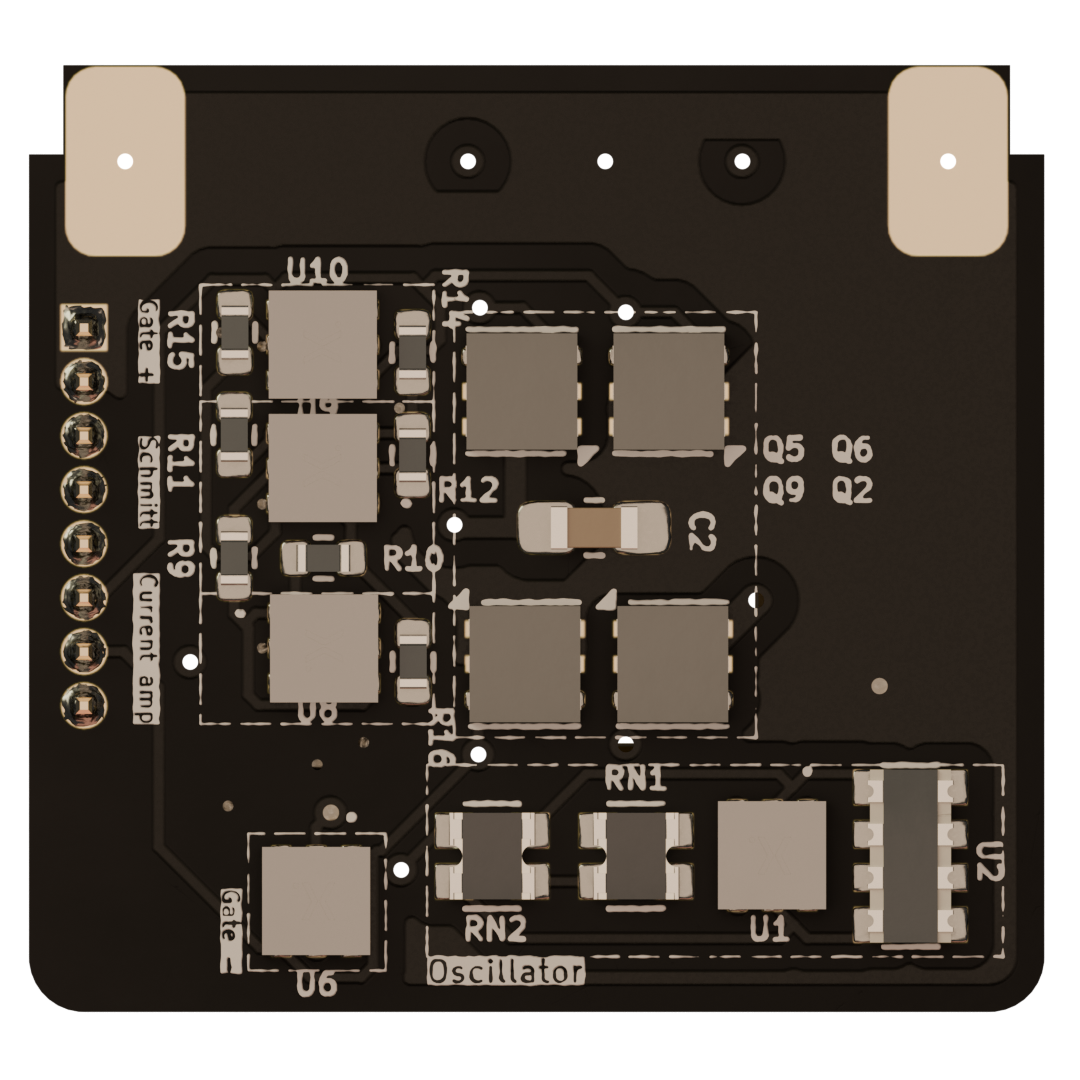 U10
R14
Gate +
R15
U9
Schmitt
R11
R12
Q5 Q6
Q9 Q2
C2
R9
R10
Current amp
U8
R16
RN1
U2
Gate -
RN2
U1
Oscillator
U6